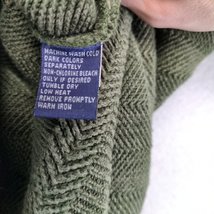 MACHINE WASH COLD
DARK COLORS
SEPARATELY
NON-CHLORINE BLEACH
ONLY IF DESIRED
TUMBLE DRY
LOW HEAT
REMOVE PROMPTLY
WARM IRON